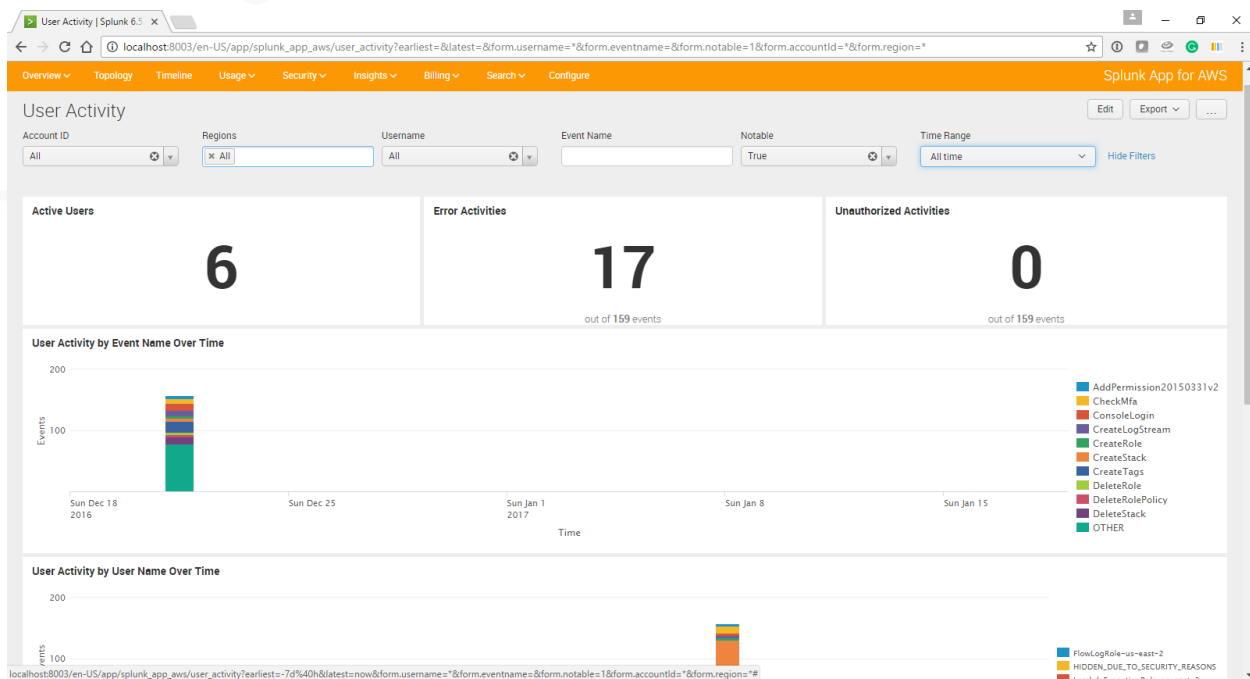 User Activity | Splunk 6.5
localhost:8003/en-US/app/splunk_app_aws/user_activity?earliest=&latest=&form.username=*&form.eventname=&form.notable=1&form.accountId=*&form.region=*
Overview Topology Timeline Usage Security Insights Billing Search Configure Splunk App for AWS
User Activity Edit Export ...
Account ID Regions Username Event Name Notable Time Range
All All All True All time Hide Filters
Active Users Error Activities Unauthorized Activities
6 17 0
out of 159 events out of 159 events
User Activity by Event Name Over Time
200
100
Events
Sun Dec 18 Sun Dec 25 Sun Jan 1 Sun Jan 8 Sun Jan 15
2016 2017
Time
AddPermission20150331v2
CheckMfa
ConsoleLogin
CreateLogStream
CreateRole
CreateStack
CreateTags
DeleteRole
DeleteRolePolicy
DeleteStack
OTHER
User Activity by User Name Over Time
200
100
FlowLogRole-us-east-2
HIDDEN_DUE_TO_SECURITY_REASONS
localhost:8003/en-US/app/splunk_app_aws/user_activity?earliest=-7d%40h&latest=now&form.username=*&form.eventname=&form.notable=1&form.accountId=*&form.region=*#